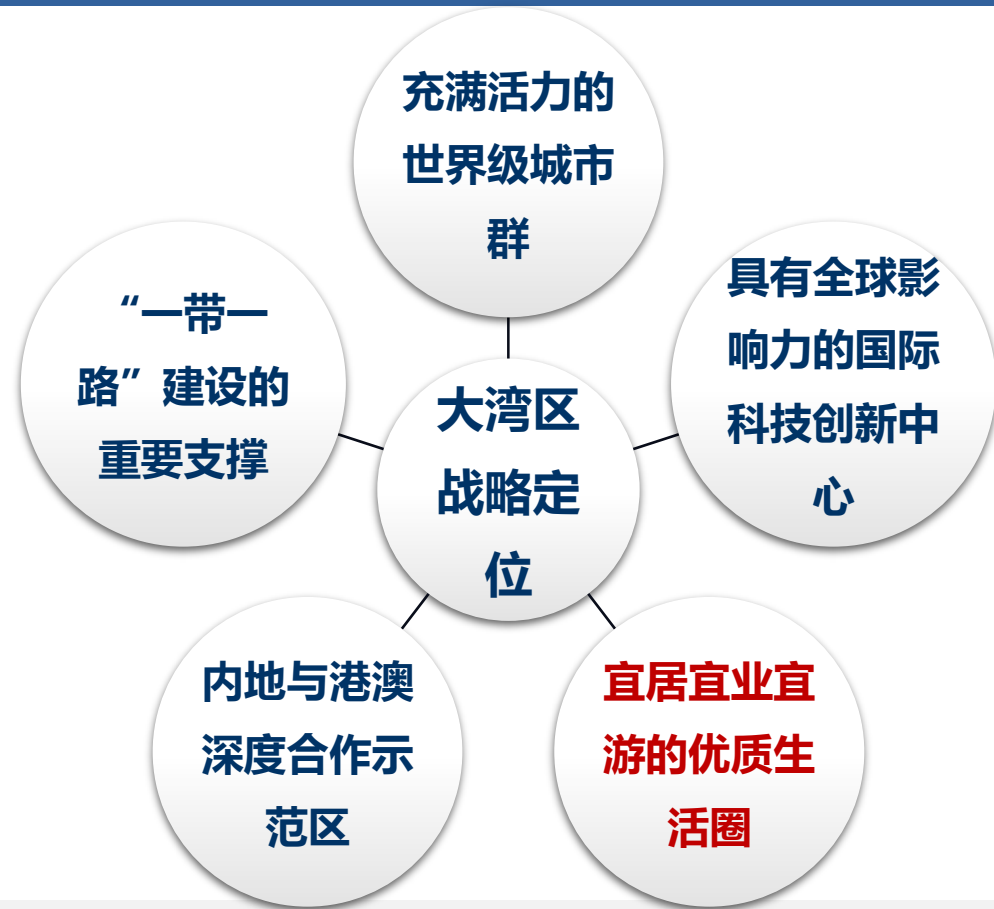 充满活力的
世界级城市
群
具有全球影
响力的国际
科技创新中
心
“一带一
路”建设的
重要支撑
大湾区
战略定
位
内地与港澳
深度合作示
范区
宜居宜业宜
游的优质生
活圈